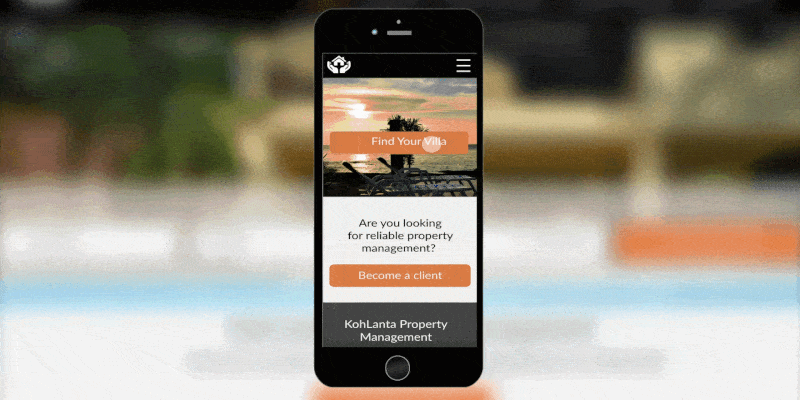 Find Your Villa
Are you looking
for reliable property
management?
Become a client
KohLanta Property
Management